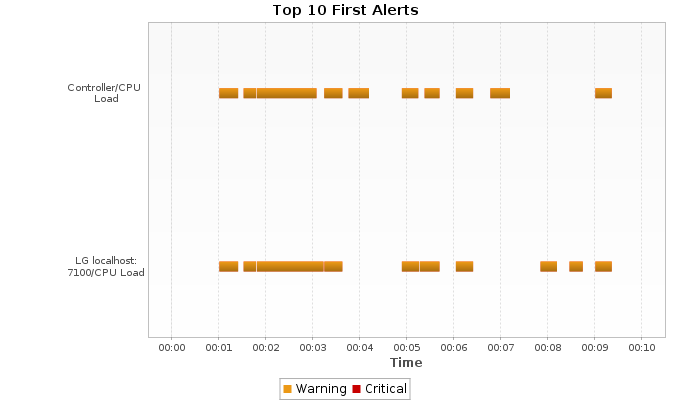 Top 10 First Alerts
Controller/CPU
Load
LG localhost:
7100/CPU Load
00:00 00:01 00:02 00:03 00:04 00:05 00:06 00:07 00:08 00:09 00:10
Time
Warning Critical